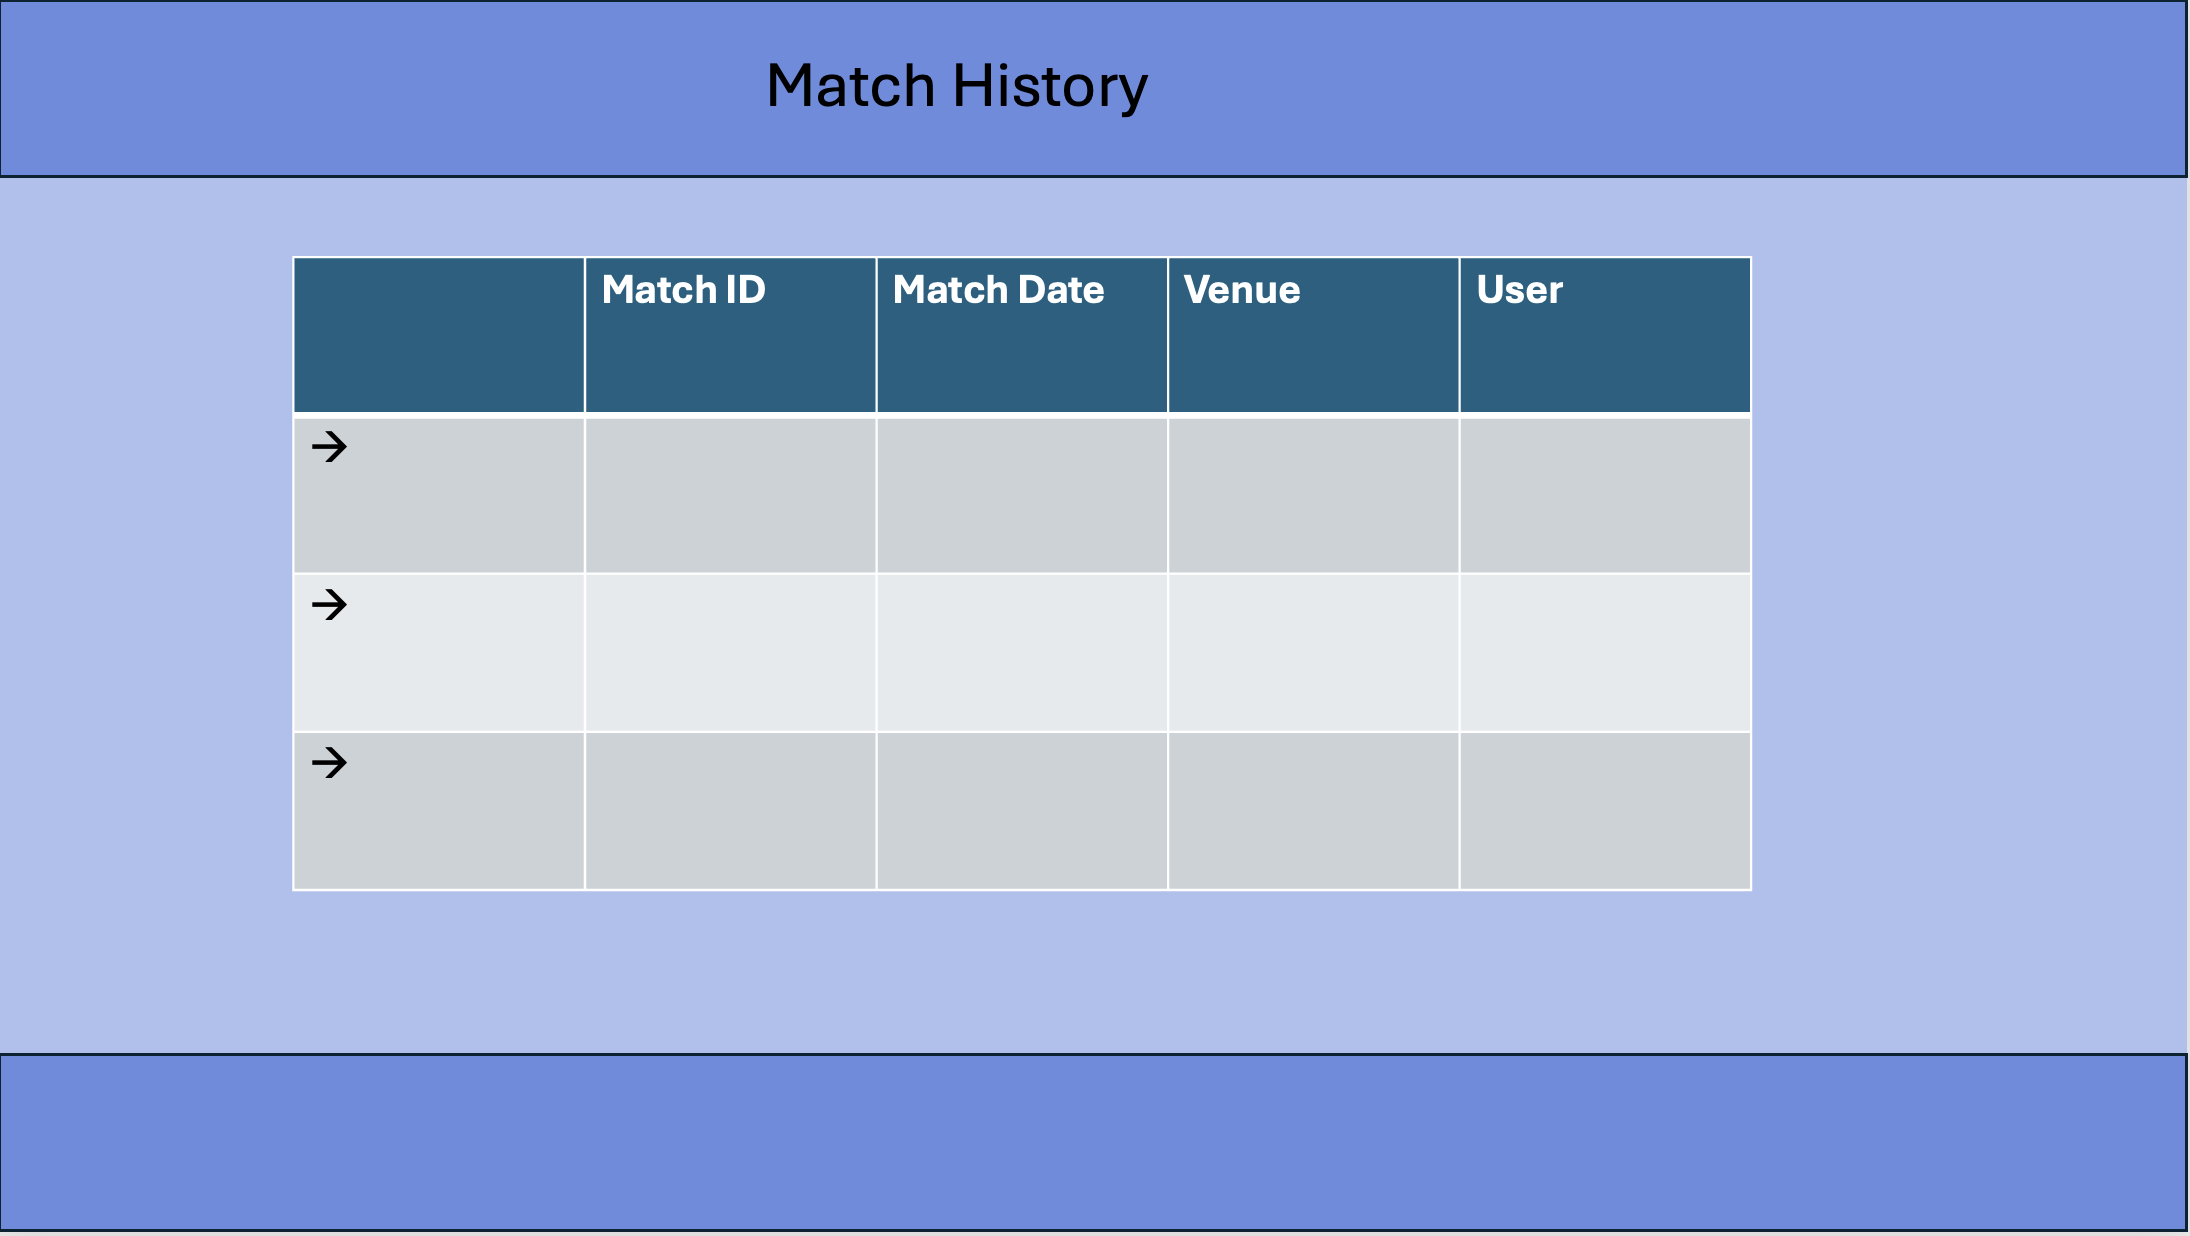 Match History
Match ID Match Date Venue User
→
→
→